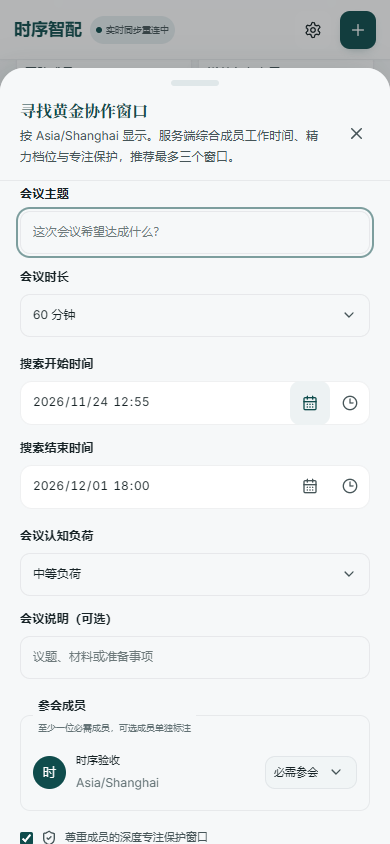 时序智配
实时同步重连中
寻找黄金协作窗口
按 Asia/Shanghai 显示。服务端综合成员工作时间、精
力档位与专注保护，推荐最多三个窗口。
会议主题
这次会议希望达成什么？
会议时长
60 分钟
搜索开始时间
2026/11/24 12:55
搜索结束时间
2026/12/01 18:00
会议认知负荷
中等负荷
会议说明（可选）
议题、材料或准备事项
参会成员
至少一位必需成员，可选成员单独标注
时
时序验收
Asia/Shanghai
必需参会
尊重成员的深度专注保护窗口